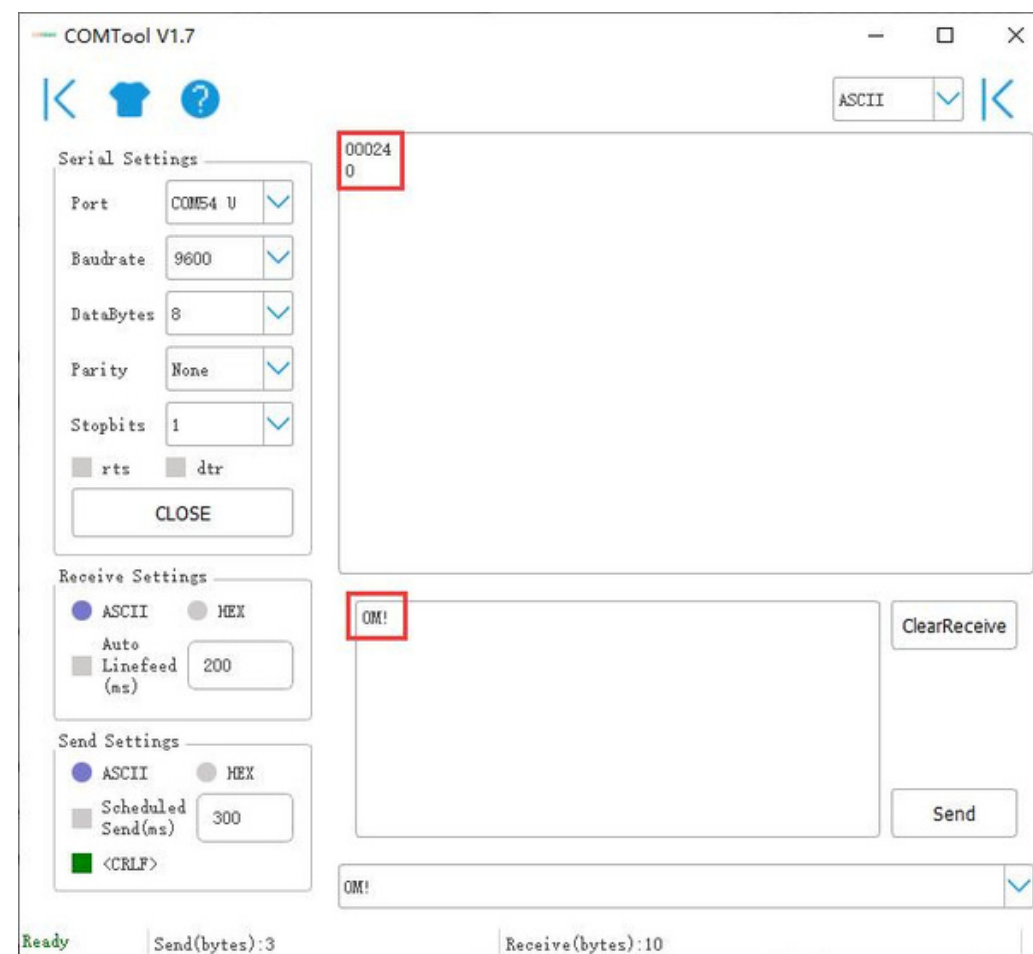 COMTool V1.7
ASCII
Serial Settings
Port COM54 U
Baudrate 9600
DataBytes 8
Parity None
Stopbits 1
rts dtr
CLOSE
00024
0
Receive Settings
ASCII HEX
Auto
Linefeed
(ms)
200
OM!
ClearReceive
Send Settings
ASCII HEX
Scheduled
Send(ms)
300
<CRLF>
Send
OM!
Ready Send(bytes):3 Receive(bytes):10